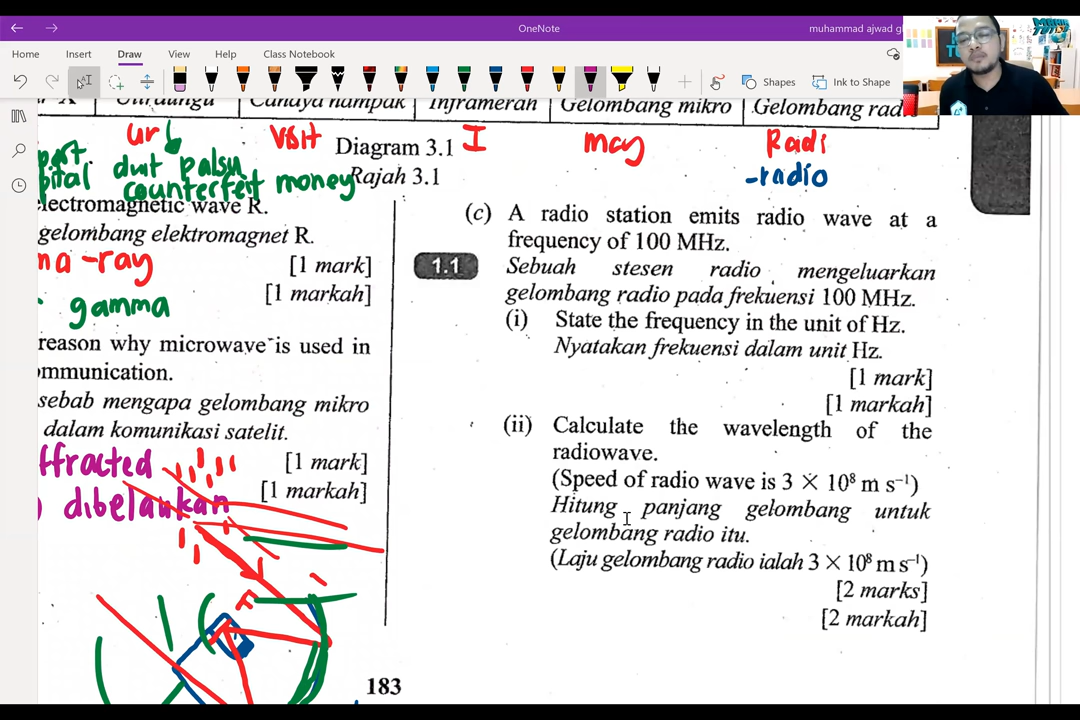 OneNote
muhammad ajwad g
Home Insert Draw View Help Class Notebook
Shapes
Ink to Shape
Cahaya nampak
Inframerah
Gelombang mikro
Gelombang rad
ur
visit
I
may
Radi
-radio
duit palsu
counterfeit money
Diagram 3.1
Rajah 3.1
electromagnetic wave R.
gelombang elektromagnet R.
ma -ray
[1 mark]
[1 markah]
gamma
reason why microwave is used in
ommunication.
sebab mengapa gelombang mikro
dalam komunikasi satelit.
ffracted
[1 mark]
[1 markah]
dibelaukan
F
183
(c) A radio station emits radio wave at a
frequency of 100 MHz.
1.1
Sebuah stesen radio mengeluarkan
gelombang radio pada frekuensi 100 MHz.
(i) State the frequency in the unit of Hz.
Nyatakan frekuensi dalam unit Hz.
[1 mark]
[1 markah]
(ii) Calculate the wavelength of the
radiowave.
(Speed of radio wave is 3 × 10⁸ m s⁻¹)
Hitung panjang gelombang untuk
gelombang radio itu.
(Laju gelombang radio ialah 3 × 10⁸ m s⁻¹)
[2 marks]
[2 markah]